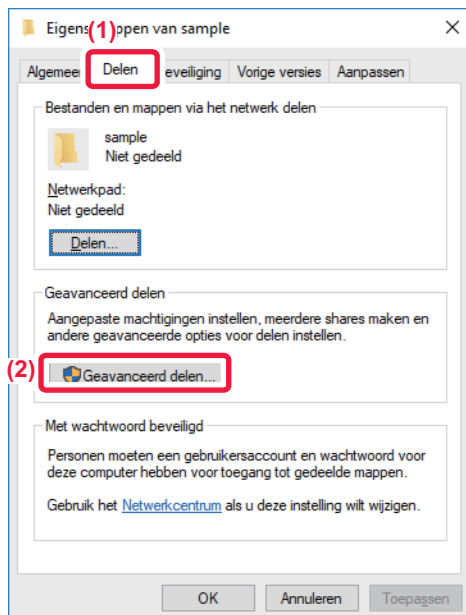 Eigens ppen van sample
(1)
Algemee Delen eveiliging Vorige versies Aanpassen
Bestanden en mappen via het netwerk delen
sample
Niet gedeeld
Netwerkpad:
Niet gedeeld
Delen...
Geavanceerd delen
Aangepaste machtigingen instellen, meerdere shares maken en
andere geavanceerde opties voor delen instellen.
(2)
Geavanceerd delen...
Met wachtwoord beveiligd
Personen moeten een gebruikersaccount en wachtwoord voor
deze computer hebben voor toegang tot gedeelde mappen.
Gebruik het Netwerkcentrum als u deze instelling wilt wijzigen.
OK Annuleren Toepassen